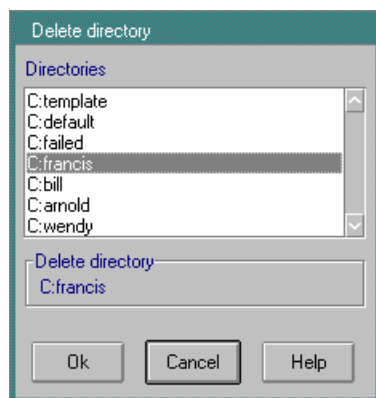 Delete directory
Directories
C:template
C:default
C:failed
C:francis
C:bill
C:arnold
C:wendy
Delete directory
C:francis
Ok Cancel Help